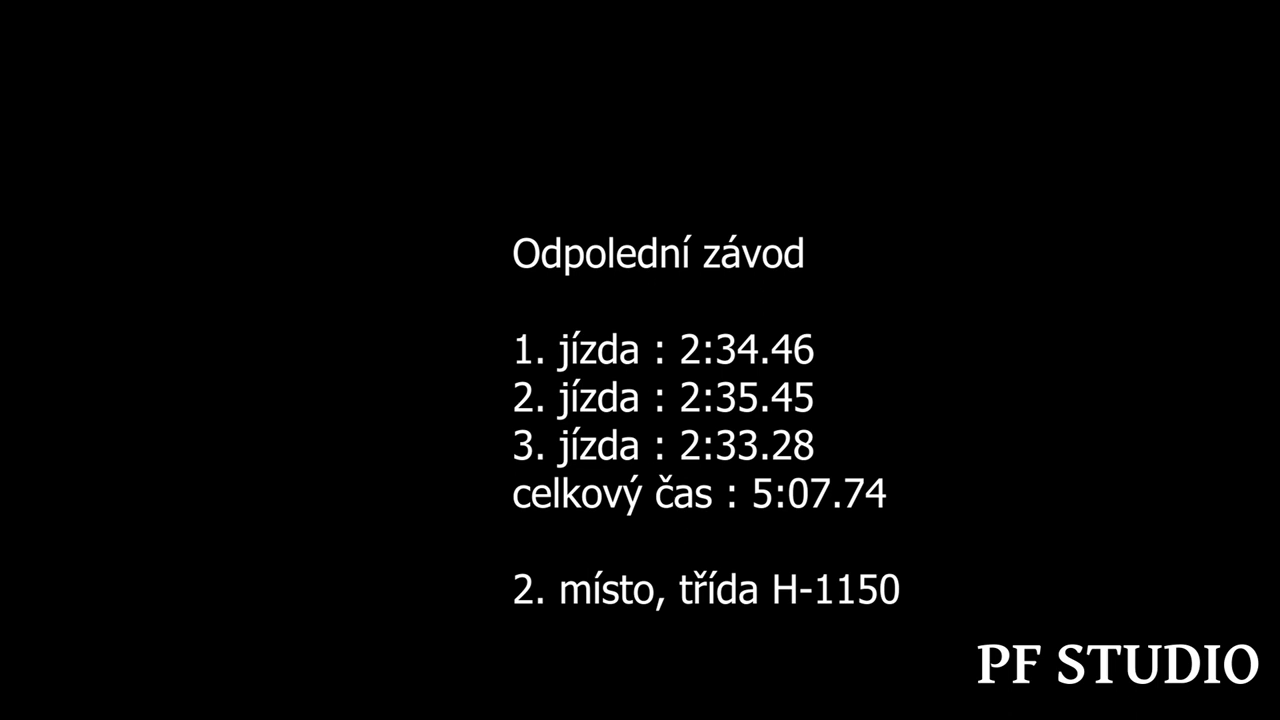 Odpolední závod
1. jízda : 2:34.46
2. jízda : 2:35.45
3. jízda : 2:33.28
celkový čas : 5:07.74
2. místo, třída H-1150
PF STUDIO